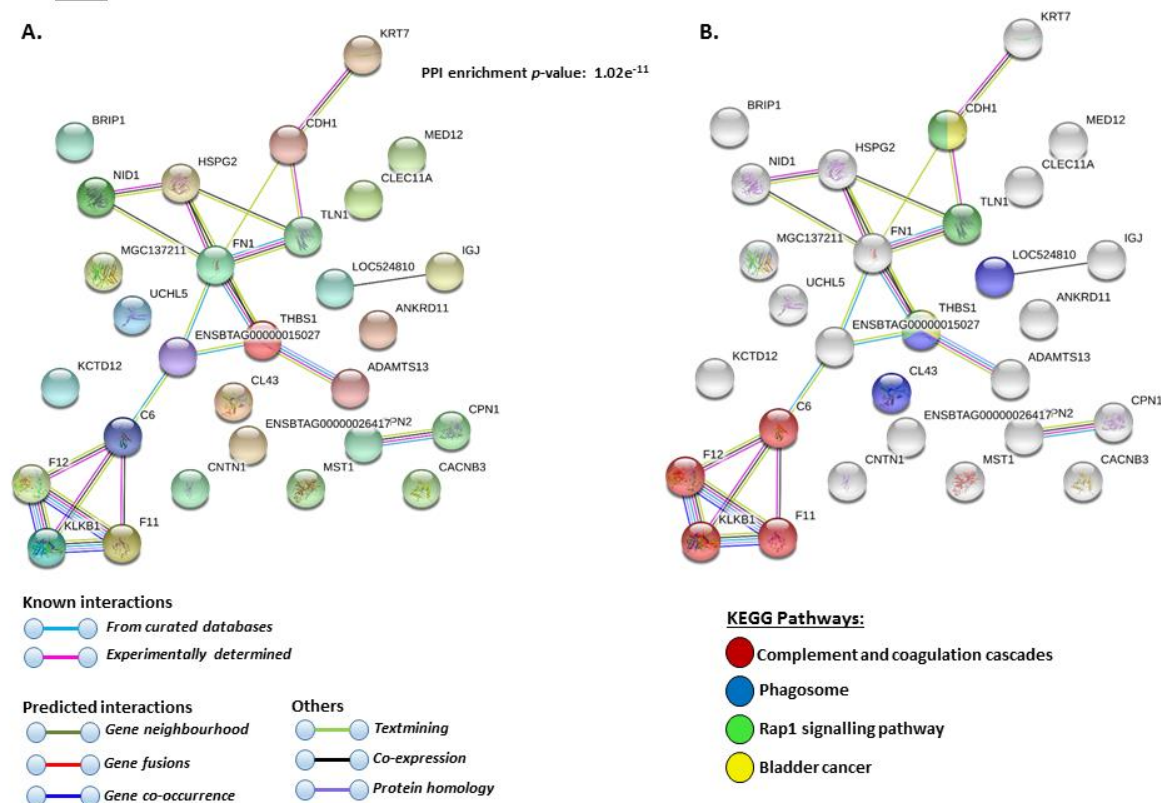 A.
KRT7
PPI enrichment p-value: 1.02e-11
BRIP1
CDH1
MED12
HSPG2
NID1
CLEC11A
TLN1
FN1
MGC137211
IGJ
LOC524810
UCHL5
ANKRD11
THBS1
ENSBTAG00000015027
KCTD12
ADAMTS13
CL43
C6
CPN1
ENSBTAG00000026417PN2
F12
CNTN1
MST1
CACNB3
F11
KLKB1
Known interactions
From curated databases
Experimentally determined
Predicted interactions
Gene neighbourhood
Gene fusions
Gene co-occurrence
Others
Textmining
Co-expression
Protein homology
B.
KRT7
BRIP1
CDH1
MED12
HSPG2
NID1
CLEC11A
TLN1
FN1
MGC137211
IGJ
LOC524810
UCHL5
ANKRD11
THBS1
ENSBTAG00000015027
KCTD12
ADAMTS13
CL43
C6
CPN1
ENSBTAG00000026417PN2
F12
CNTN1
MST1
CACNB3
F11
KLKB1
KEGG Pathways:
Complement and coagulation cascades
Phagosome
Rap1 signalling pathway
Bladder cancer